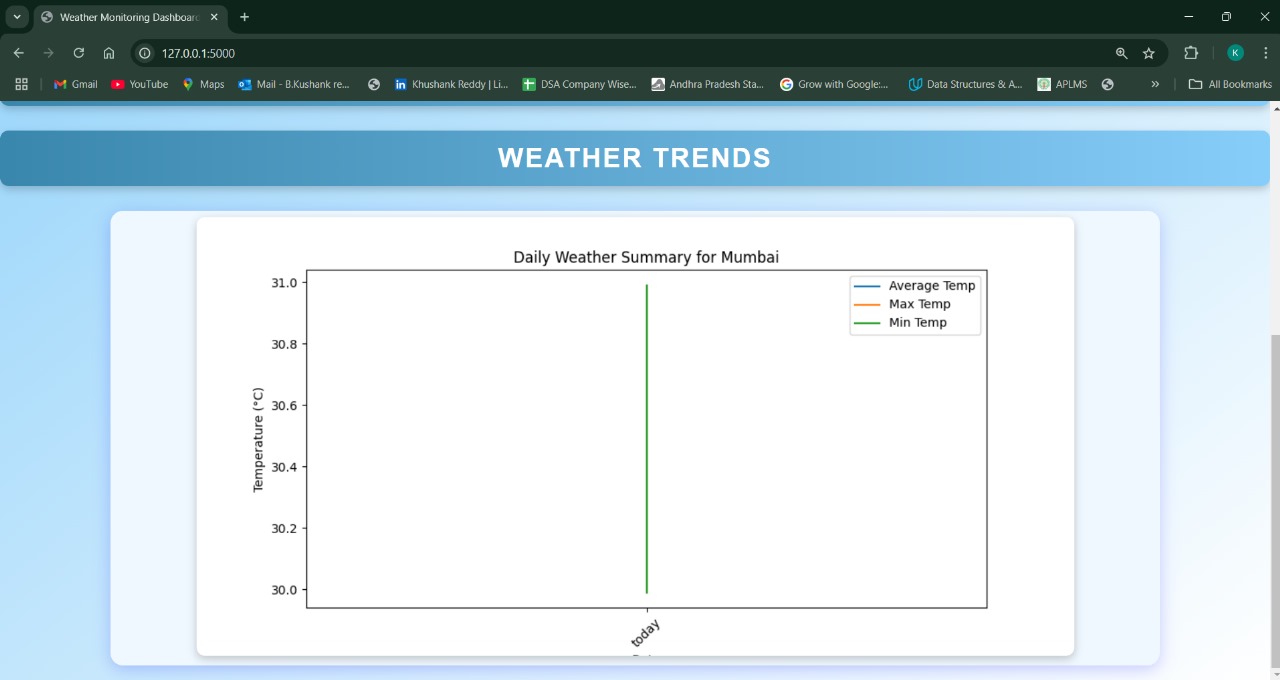 Weather Monitoring Dashboard
127.0.0.1:5000
K
Gmail
YouTube
Maps
Mail - B.Kushank re...
Khushank Reddy | Li...
DSA Company Wise...
Andhra Pradesh Sta...
Grow with Google:...
Data Structures & A...
APLMS
All Bookmarks
WEATHER TRENDS
Daily Weather Summary for Mumbai
Average Temp
Max Temp
Min Temp
Temperature (°C)
31.0
30.8
30.6
30.4
30.2
30.0
today